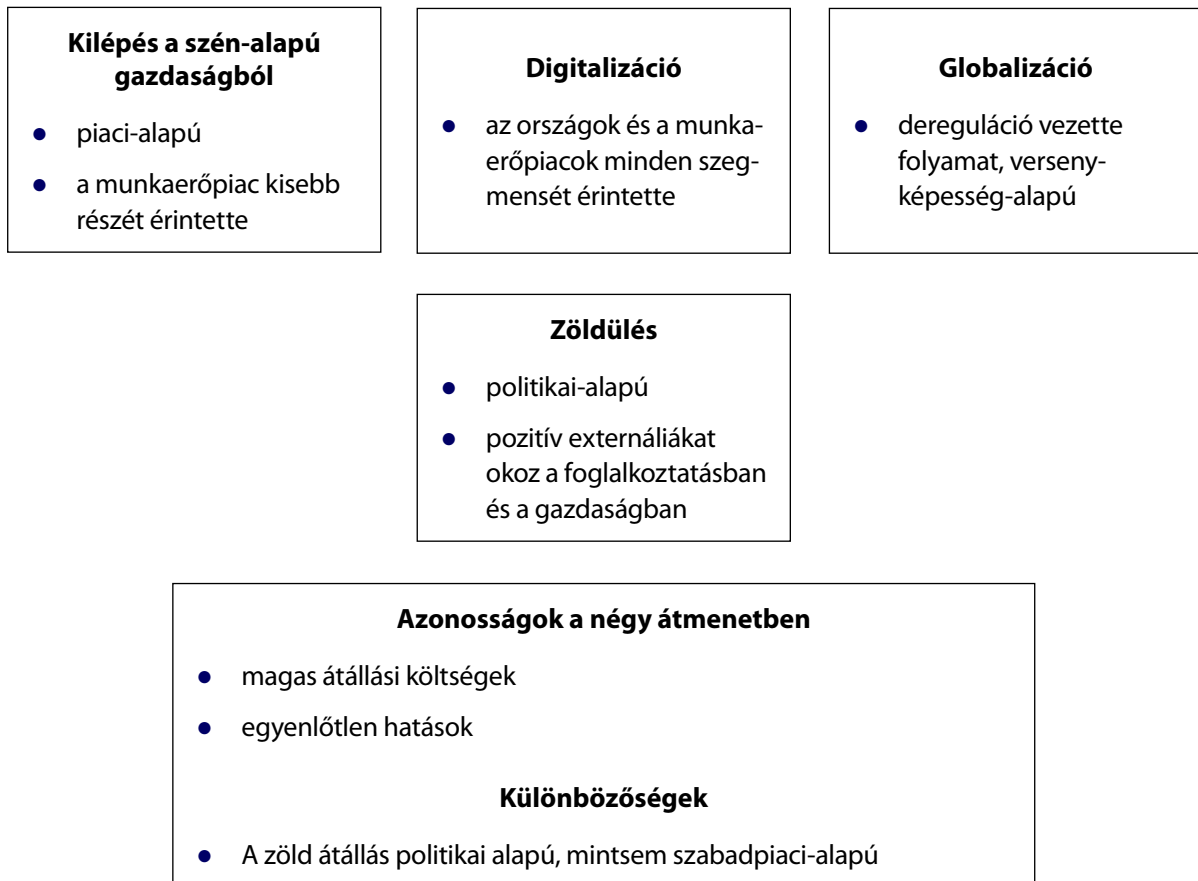 Kilépés a szén-alapú
gazdaságból
● piaci-alapú
● a munkaerőpiac kisebb
részét érintette
Digitalizáció
● az országok és a munka-
erőpiacok minden szeg-
mensét érintette
Globalizáció
● dereguláció vezette
folyamat, verseny-
képesség-alapú
Zöldülés
● politikai-alapú
● pozitív externáliákat
okoz a foglalkoztatásban
és a gazdaságban
Azonosságok a négy átmenetben
● magas átállási költségek
● egyenlőtlen hatások
Különbözőségek
● A zöld átállás politikai alapú, mintsem szabadpiaci-alapú